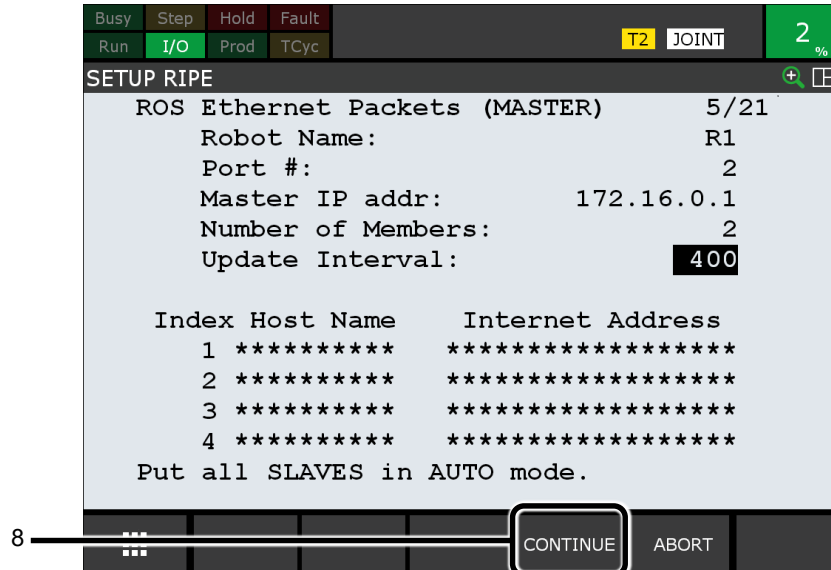 Busy Step Hold Fault
Run I/O Prod TCyc T2 JOINT 2 %
SETUP RIPE
ROS Ethernet Packets (MASTER) 5/21
Robot Name: R1
Port #: 2
Master IP addr: 172.16.0.1
Number of Members: 2
Update Interval: 400
Index Host Name Internet Address
1 ********** ******************
2 ********** ******************
3 ********** ******************
4 ********** ******************
Put all SLAVES in AUTO mode.
8 CONTINUE ABORT